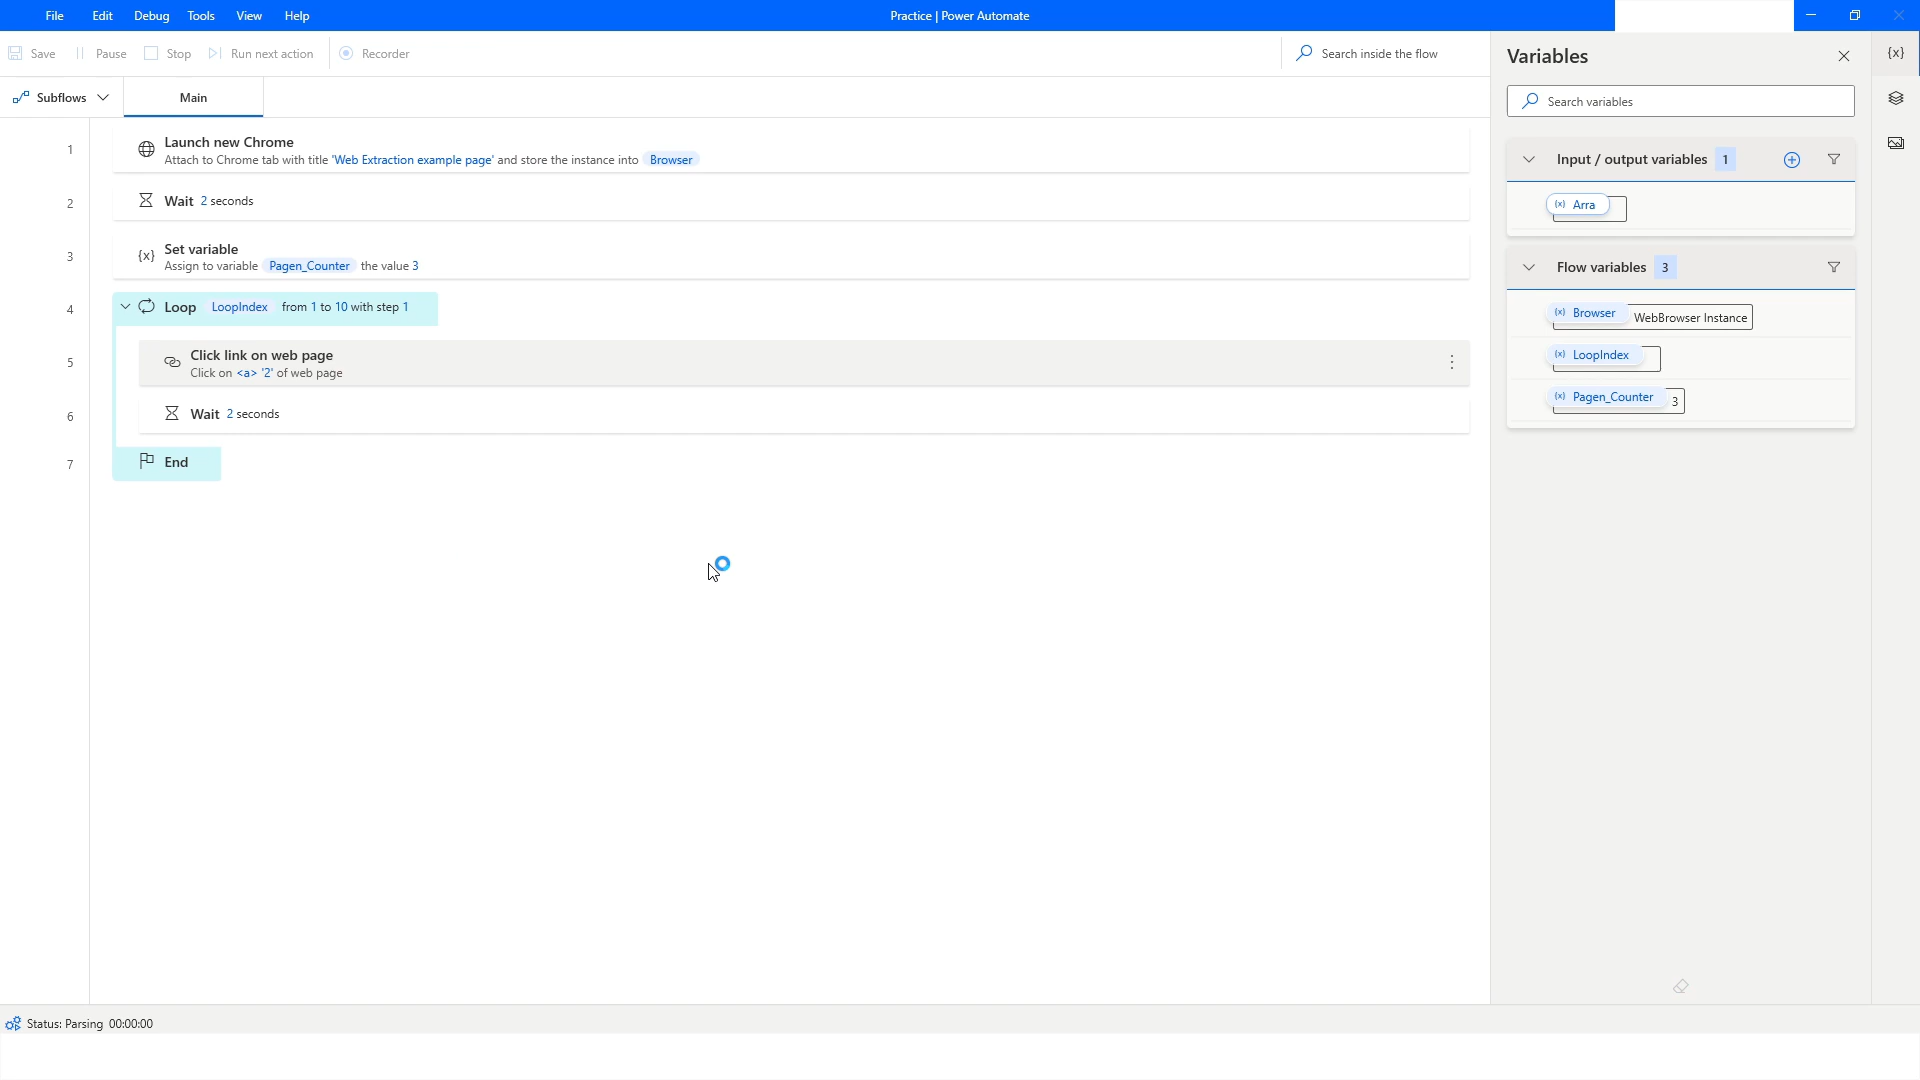 File Edit Debug Tools View Help Practice | Power Automate
Save Pause Stop Run next action Recorder Search inside the flow
Subflows Main
1 Launch new Chrome
Attach to Chrome tab with title 'Web Extraction example page' and store the instance into Browser
2 Wait 2 seconds
3 Set variable
Assign to variable Pagen_Counter the value 3
4 Loop LoopIndex from 1 to 10 with step 1
5 Click link on web page
Click on <a> '2' of web page
6 Wait 2 seconds
7 End
Variables {x}
Search variables
Input / output variables 1
(x) Arra
Flow variables 3
(x) Browser WebBrowser Instance
(x) LoopIndex
(x) Pagen_Counter 3
Status: Parsing 00:00:00